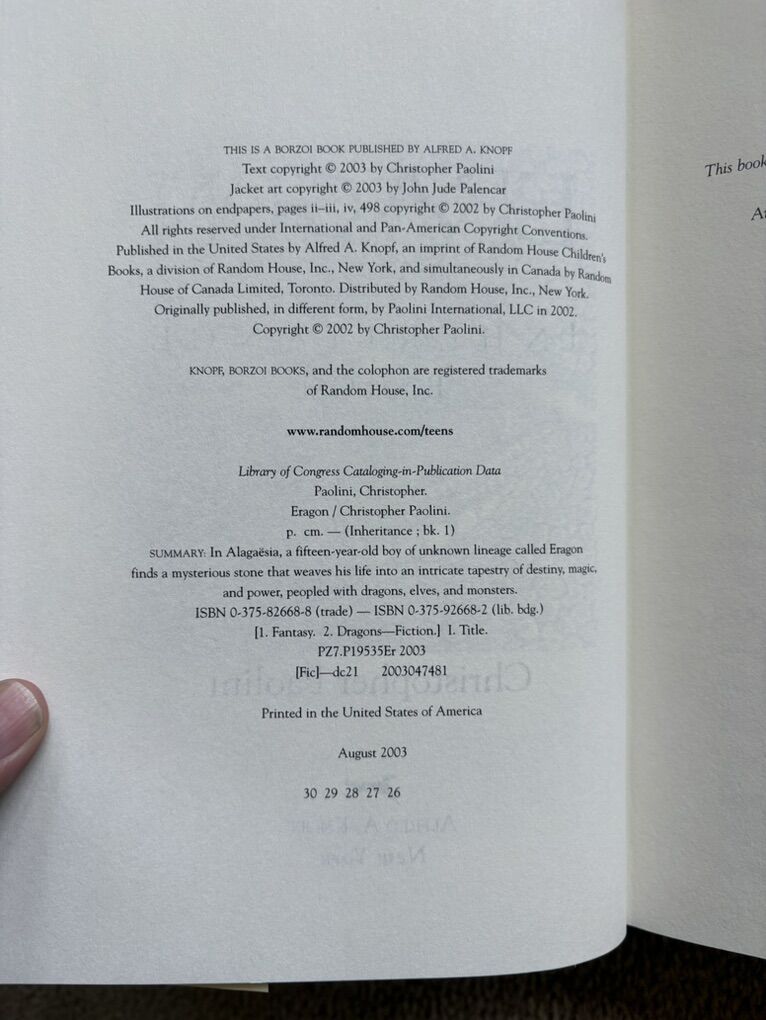 THIS IS A BORZOI BOOK PUBLISHED BY ALFRED A. KNOPF
Text copyright © 2003 by Christopher Paolini
Jacket art copyright © 2003 by John Jude Palencar
Illustrations on endpapers, pages ii–iii, iv, 498 copyright © 2002 by Christopher Paolini
All rights reserved under International and Pan-American Copyright Conventions.
Published in the United States by Alfred A. Knopf, an imprint of Random House Children's
Books, a division of Random House, Inc., New York, and simultaneously in Canada by Random
House of Canada Limited, Toronto. Distributed by Random House, Inc., New York.
Originally published, in different form, by Paolini International, LLC in 2002.
Copyright © 2002 by Christopher Paolini.
KNOPF, BORZOI BOOKS, and the colophon are registered trademarks
of Random House, Inc.
www.randomhouse.com/teens
Library of Congress Cataloging-in-Publication Data
Paolini, Christopher.
Eragon / Christopher Paolini.
p. cm. — (Inheritance ; bk. 1)
SUMMARY: In Alagaësia, a fifteen-year-old boy of unknown lineage called Eragon
finds a mysterious stone that weaves his life into an intricate tapestry of destiny, magic,
and power, peopled with dragons, elves, and monsters.
ISBN 0-375-82668-8 (trade) — ISBN 0-375-92668-2 (lib. bdg.)
[1. Fantasy. 2. Dragons—Fiction.] I. Title.
PZ7.P19535Er 2003
[Fic]—dc21 2003047481
Printed in the United States of America
August 2003
30 29 28 27 26
This book